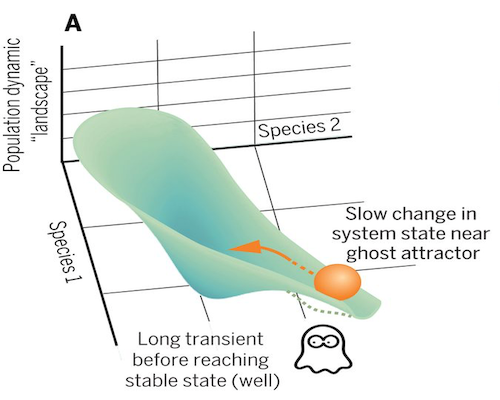 A
Population dynamic
"landscape"
Species 2
Species 1
Slow change in
system state near
ghost attractor
Long transient
before reaching
stable state (well)